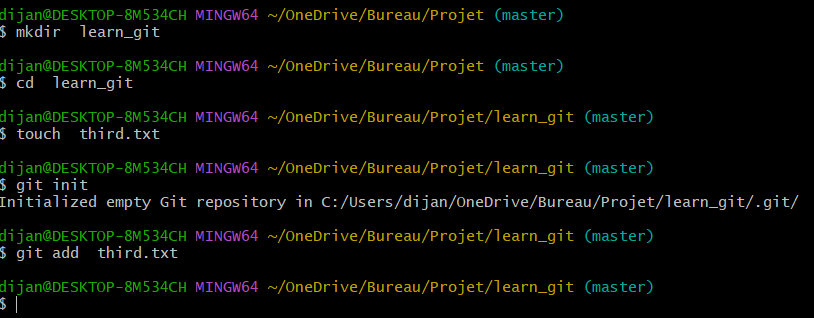 dijan@DESKTOP-8M534CH MINGW64 ~/OneDrive/Bureau/Projet (master)
$ mkdir  learn_git
dijan@DESKTOP-8M534CH MINGW64 ~/OneDrive/Bureau/Projet (master)
$ cd  learn_git
dijan@DESKTOP-8M534CH MINGW64 ~/OneDrive/Bureau/Projet/learn_git (master)
$ touch  third.txt
dijan@DESKTOP-8M534CH MINGW64 ~/OneDrive/Bureau/Projet/learn_git (master)
$ git init
Initialized empty Git repository in C:/Users/dijan/OneDrive/Bureau/Projet/learn_git/.git/
dijan@DESKTOP-8M534CH MINGW64 ~/OneDrive/Bureau/Projet/learn_git (master)
$ git add  third.txt
dijan@DESKTOP-8M534CH MINGW64 ~/OneDrive/Bureau/Projet/learn_git (master)
$